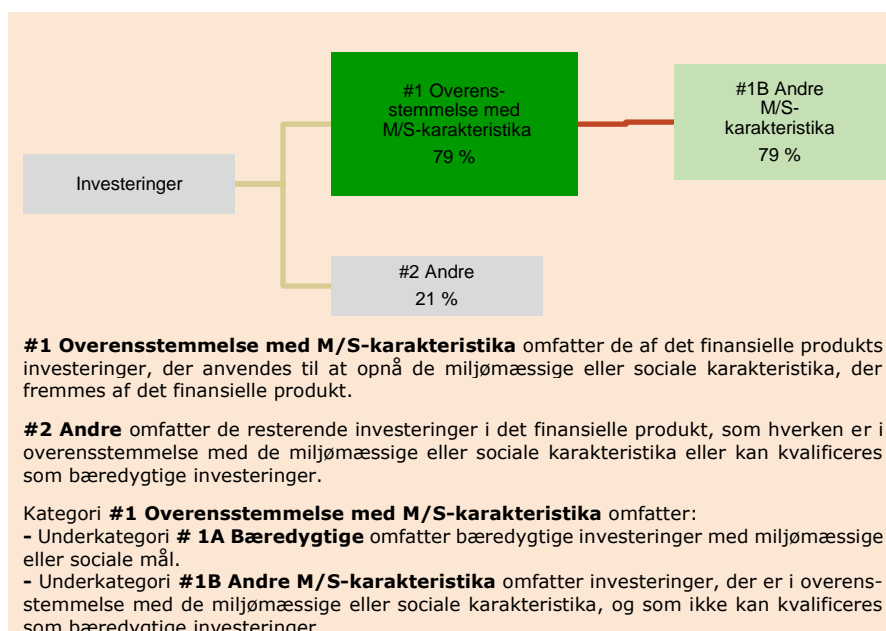 #1 Overens-
stemmelse med
M/S-karakteristika
79 %
#1B Andre
M/S-
karakteristika
79 %
Investeringer
#2 Andre
21 %
#1 Overensstemmelse med M/S-karakteristika omfatter de af det finansielle produkts
investeringer, der anvendes til at opnå de miljømæssige eller sociale karakteristika, der
fremmes af det finansielle produkt.
#2 Andre omfatter de resterende investeringer i det finansielle produkt, som hverken er i
overensstemmelse med de miljømæssige eller sociale karakteristika eller kan kvalificeres
som bæredygtige investeringer.
Kategori #1 Overensstemmelse med M/S-karakteristika omfatter:
- Underkategori # 1A Bæredygtige omfatter bæredygtige investeringer med miljømæssige
eller sociale mål.
- Underkategori #1B Andre M/S-karakteristika omfatter investeringer, der er i overens-
stemmelse med de miljømæssige eller sociale karakteristika, og som ikke kan kvalificeres
som bæredygtige investeringer.